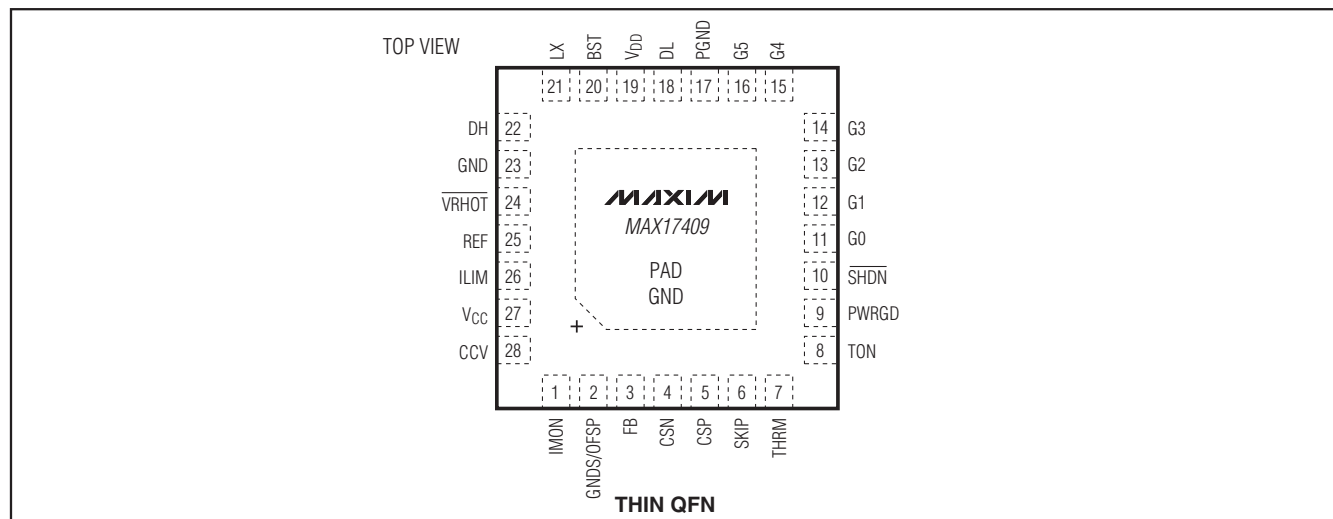 TOP VIEW
LX
BST
VDD
DL
PGND
G5
G4
21
20
19
18
17
16
15
DH 22
GND 23
VRHOT 24
REF 25
ILIM 26
VCC 27
CCV 28
14 G3
13 G2
12 G1
11 G0
10 SHDN
9 PWRGD
8 TON
MAXIM
MAX17409
PAD
GND
+
1
2
3
4
5
6
7
IMON
GNDS/OFSP
FB
CSN
CSP
SKIP
THRM
THIN QFN